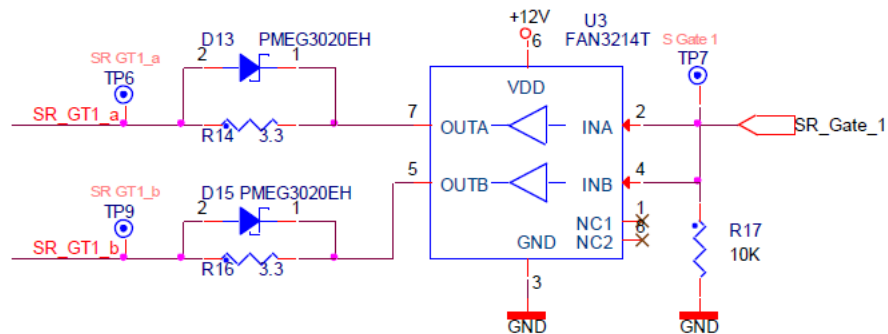 +12V
U3
FAN3214T
D13 PMEG3020EH
S Gate 1
TP7
SR GT1_a
TP6
2 1
6
VDD
SR_GT1_a
7
OUTA
INA
2
SR_Gate_1
R14 3.3
5
OUTB
INB
4
SR GT1_b
TP9
D15 PMEG3020EH
2 1
NC1
1
NC2
8
R17
10K
SR_GT1_b
GND
R16 3.3
3
GND
GND